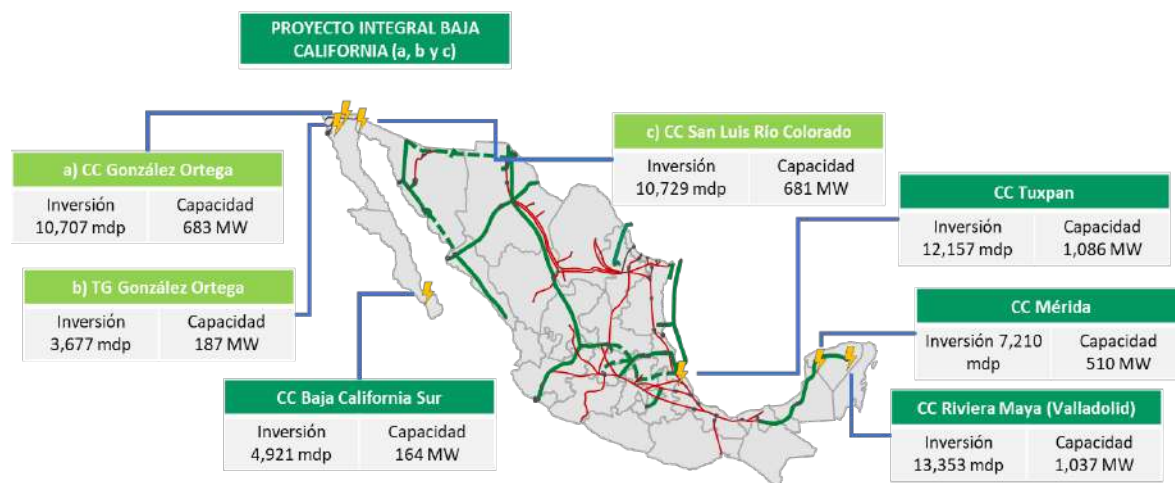 PROYECTO INTEGRAL BAJA
CALIFORNIA (a, b y c)
a) CC González Ortega
Inversión Capacidad
10,707 mdp 683 MW
b) TG González Ortega
Inversión Capacidad
3,677 mdp 187 MW
c) CC San Luis Río Colorado
Inversión Capacidad
10,729 mdp 681 MW
CC Baja California Sur
Inversión Capacidad
4,921 mdp 164 MW
CC Tuxpan
Inversión Capacidad
12,157 mdp 1,086 MW
CC Mérida
Inversión 7,210 Capacidad
mdp 510 MW
CC Riviera Maya (Valladolid)
Inversión Capacidad
13,353 mdp 1,037 MW